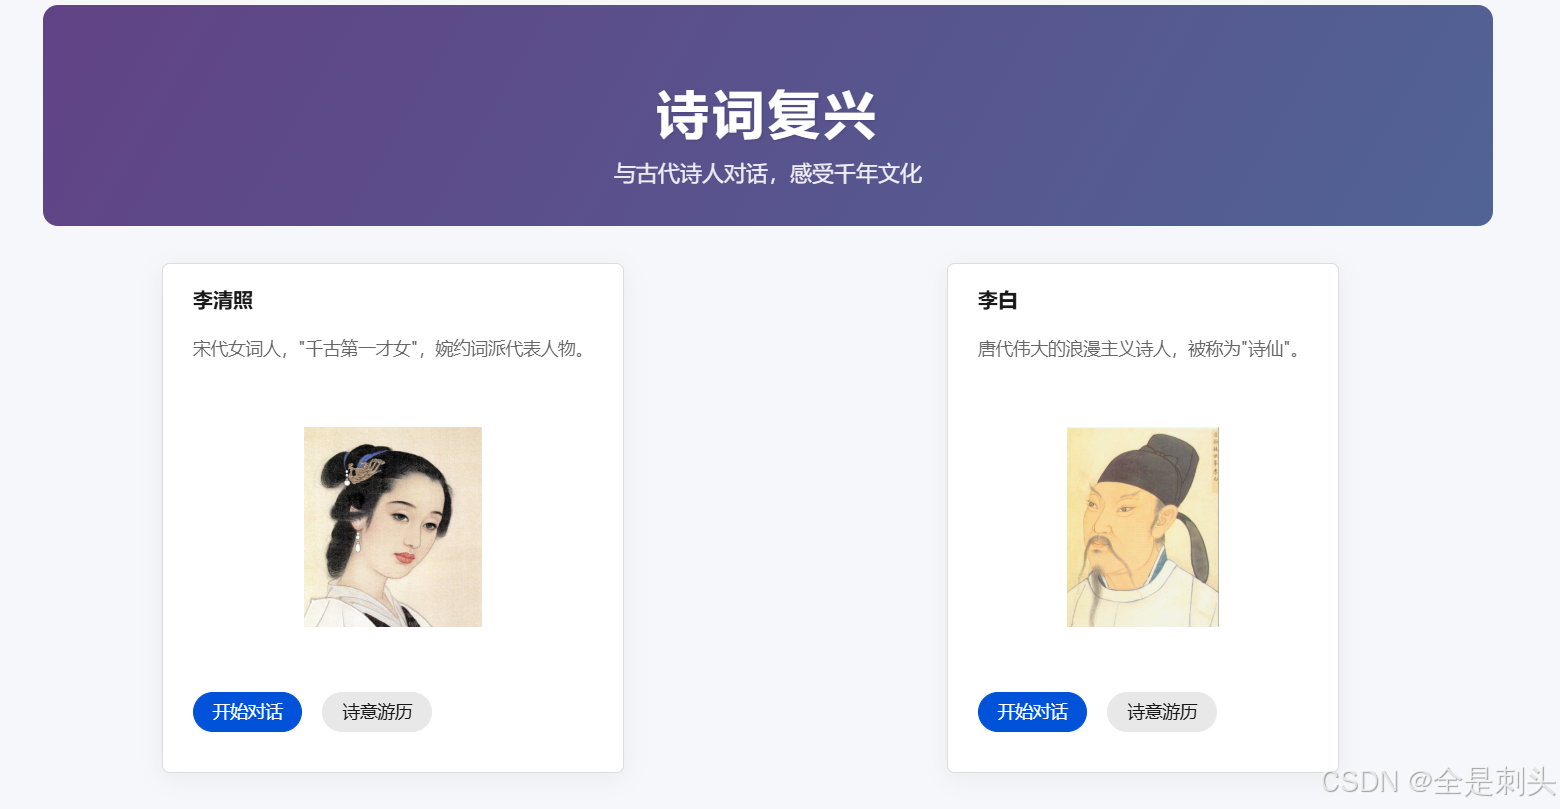 诗词复兴
与古代诗人对话，感受千年文化
李清照
宋代女词人，"千古第一才女"，婉约词派代表人物。
开始对话
诗意游历
李白
唐代伟大的浪漫主义诗人，被称为"诗仙"。
开始对话
诗意游历
CSDN @全是刺头